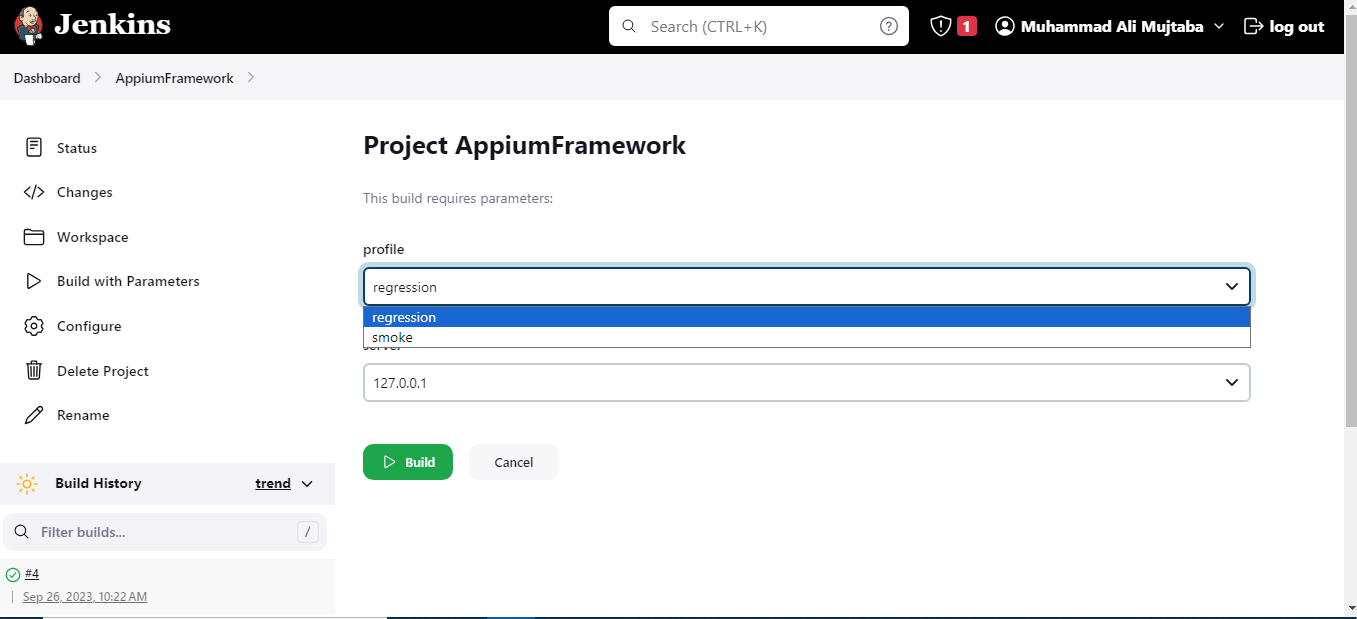 Jenkins
Search (CTRL+K)
?
1
Muhammad Ali Mujtaba
log out
Dashboard
AppiumFramework
Status
Changes
Workspace
Build with Parameters
Configure
Delete Project
Rename
Build History
trend
Filter builds...
/
#4
Sep 26, 2023, 10:22 AM
Project AppiumFramework
This build requires parameters:
profile
regression
regression
smoke
server
127.0.0.1
Build
Cancel